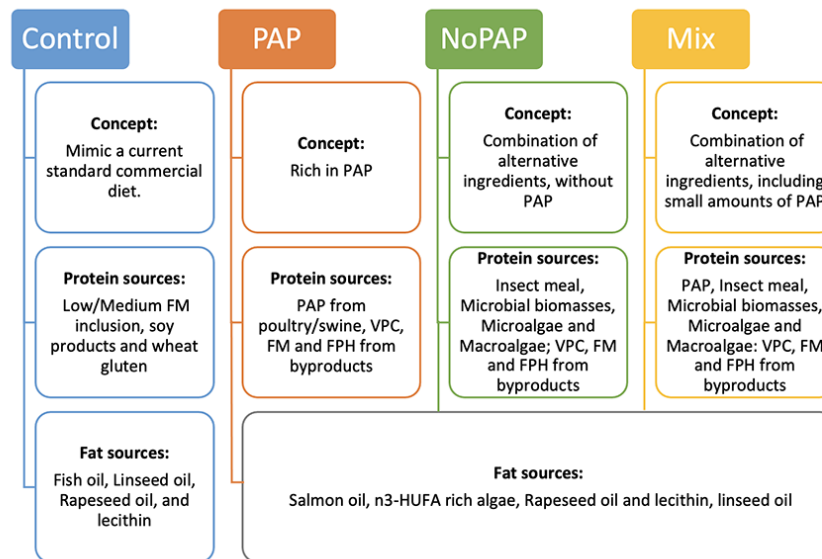 Control
PAP
NoPAP
Mix
Concept:
Mimic a current
standard commercial
diet.
Concept:
Rich in PAP
Concept:
Combination of
alternative
ingredients, without
PAP
Concept:
Combination of
alternative
ingredients, including
small amounts of PAP
Protein sources:
Low/Medium FM
inclusion, soy
products and wheat
gluten
Protein sources:
PAP from
poultry/swine, VPC,
FM and FPH from
byproducts
Protein sources:
Insect meal,
Microbial biomasses,
Microalgae and
Macroalgae; VPC, FM
and FPH from
byproducts
Protein sources:
PAP, Insect meal,
Microbial biomasses,
Microalgae and
Macroalge: VPC, FM
and FPH from
byproducts
Fat sources:
Fish oil, Linseed oil,
Rapeseed oil, and
lecithin
Fat sources:
Salmon oil, n3-HUFA rich algae, Rapeseed oil and lecithin, linseed oil